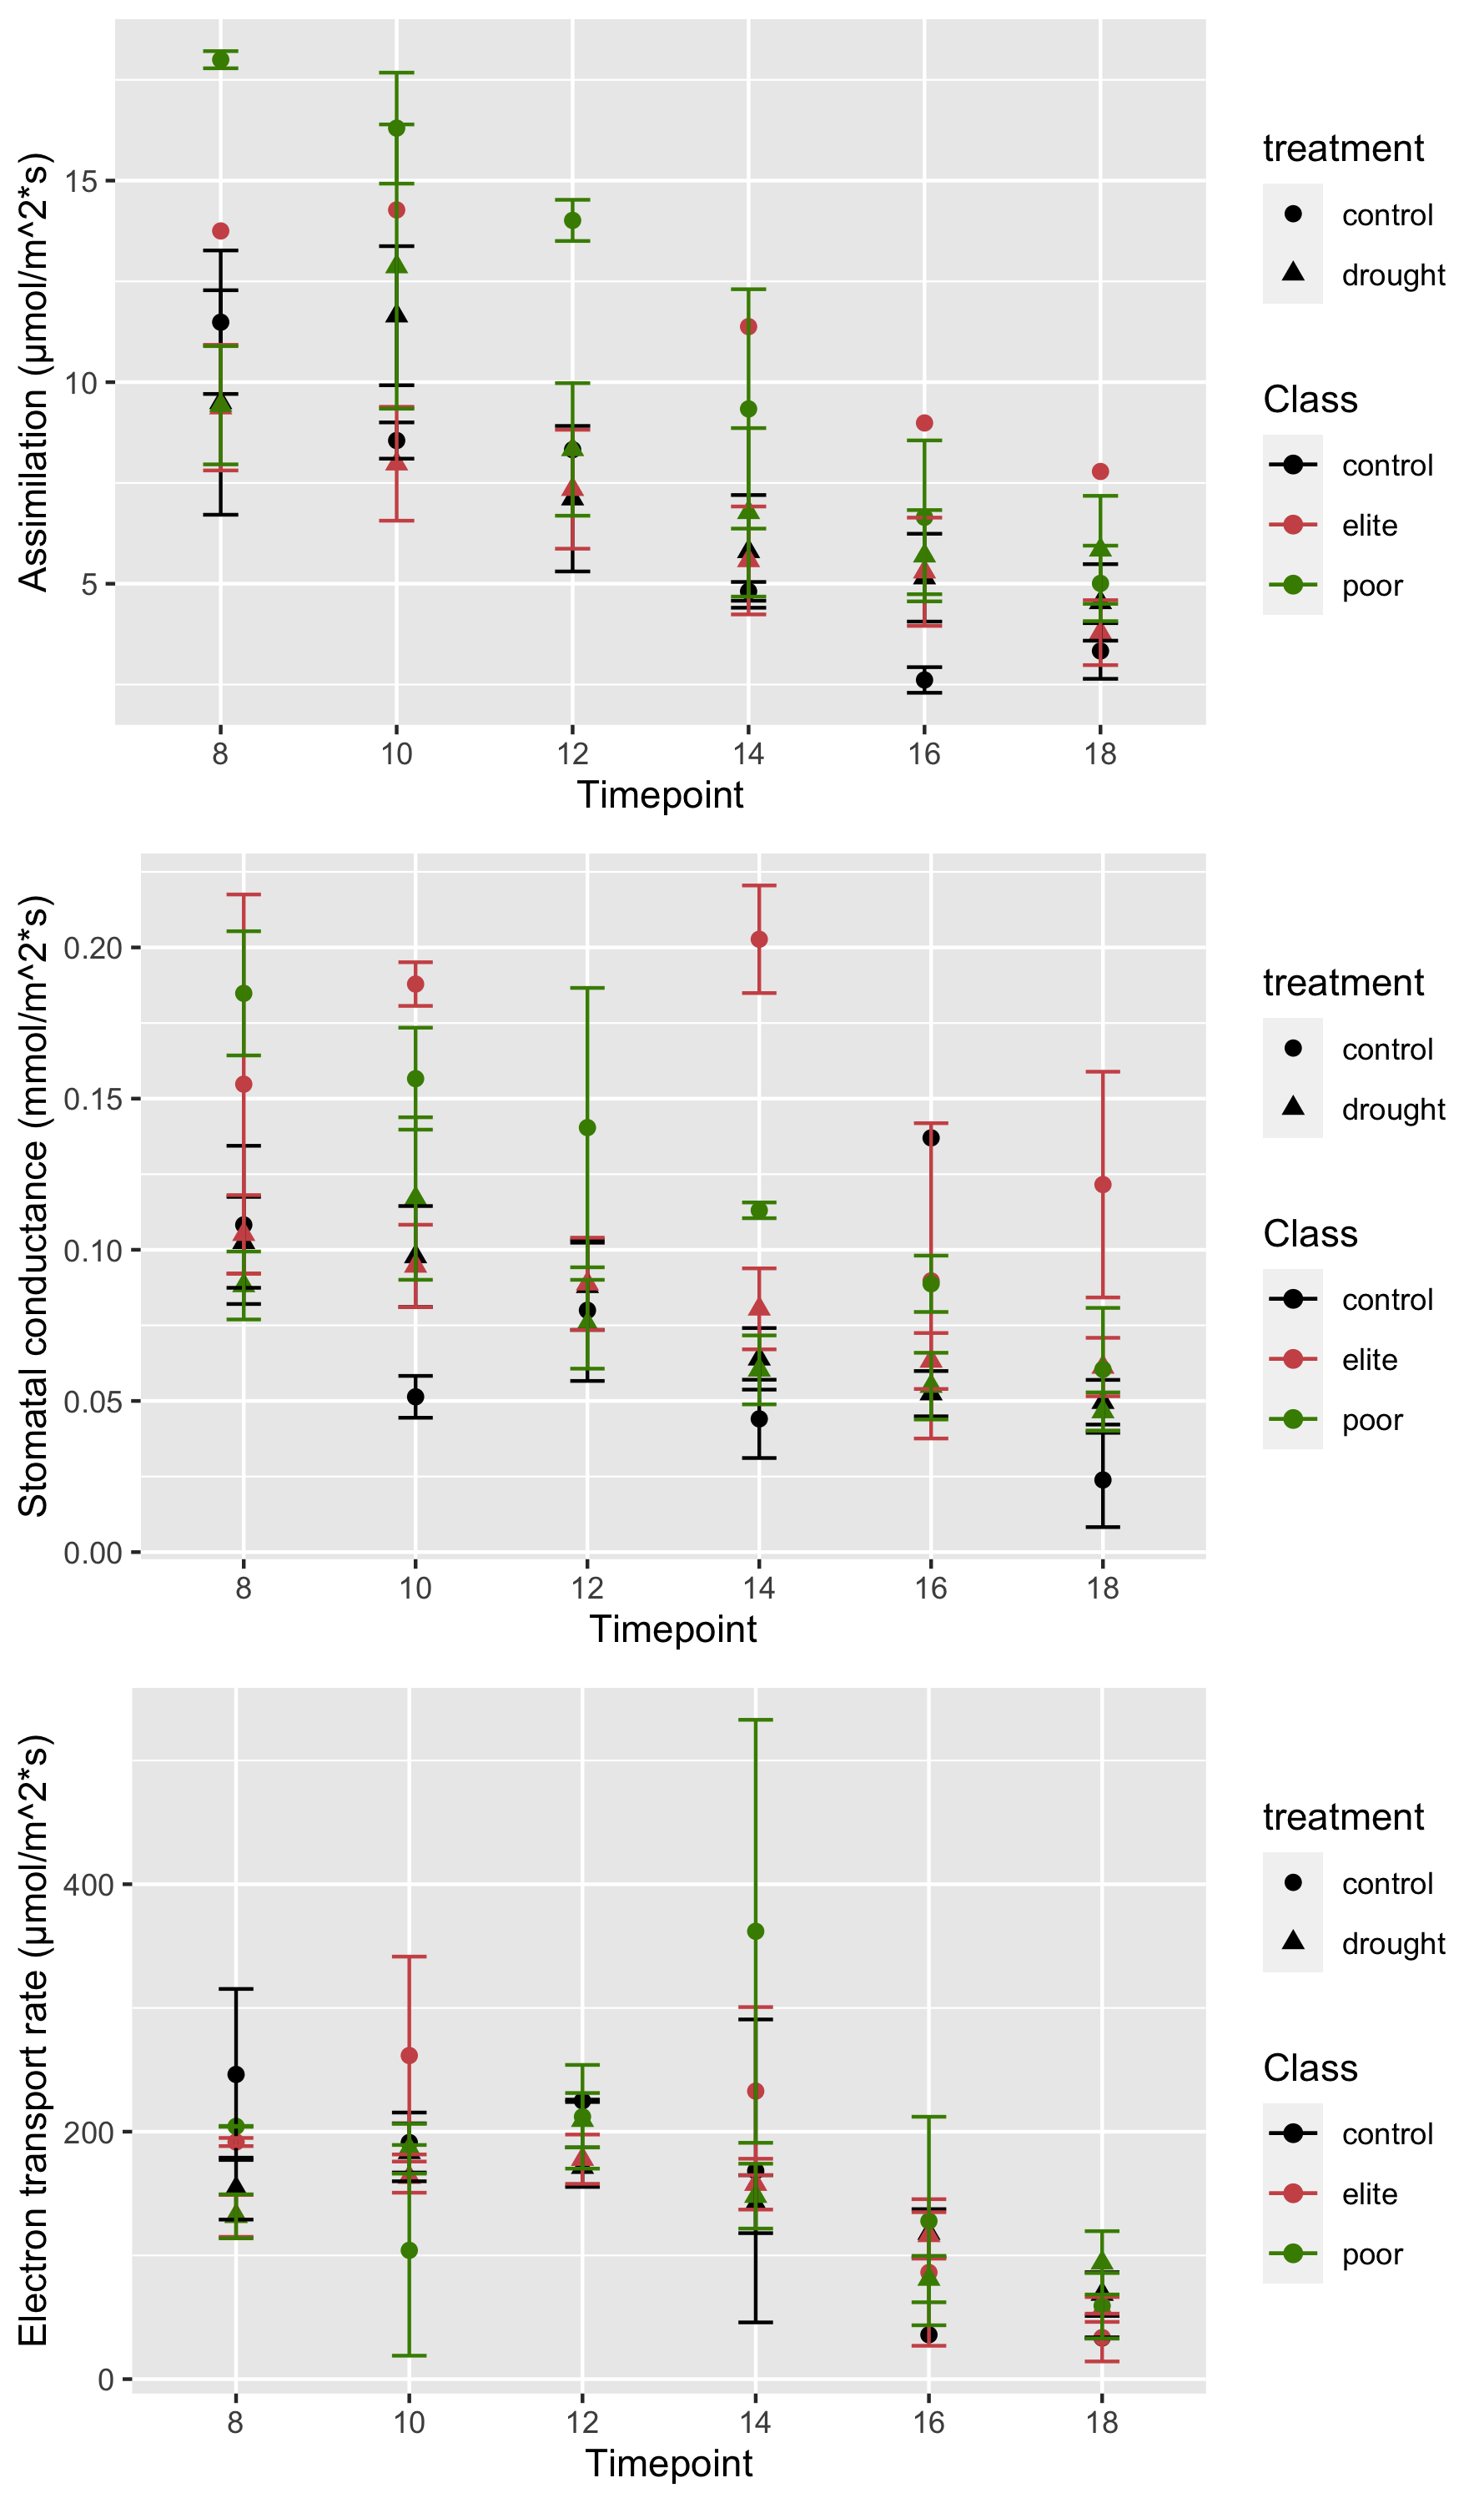 Assimilation (µmol/m^2*s)
15
10
5
8 10 12 14 16 18
Timepoint
treatment
control
drought
Class
control
elite
poor
Stomatal conductance (mmol/m^2*s)
0.20
0.15
0.10
0.05
0.00
8 10 12 14 16 18
Timepoint
treatment
control
drought
Class
control
elite
poor
Electron transport rate (µmol/m^2*s)
400
200
0
8 10 12 14 16 18
Timepoint
treatment
control
drought
Class
control
elite
poor